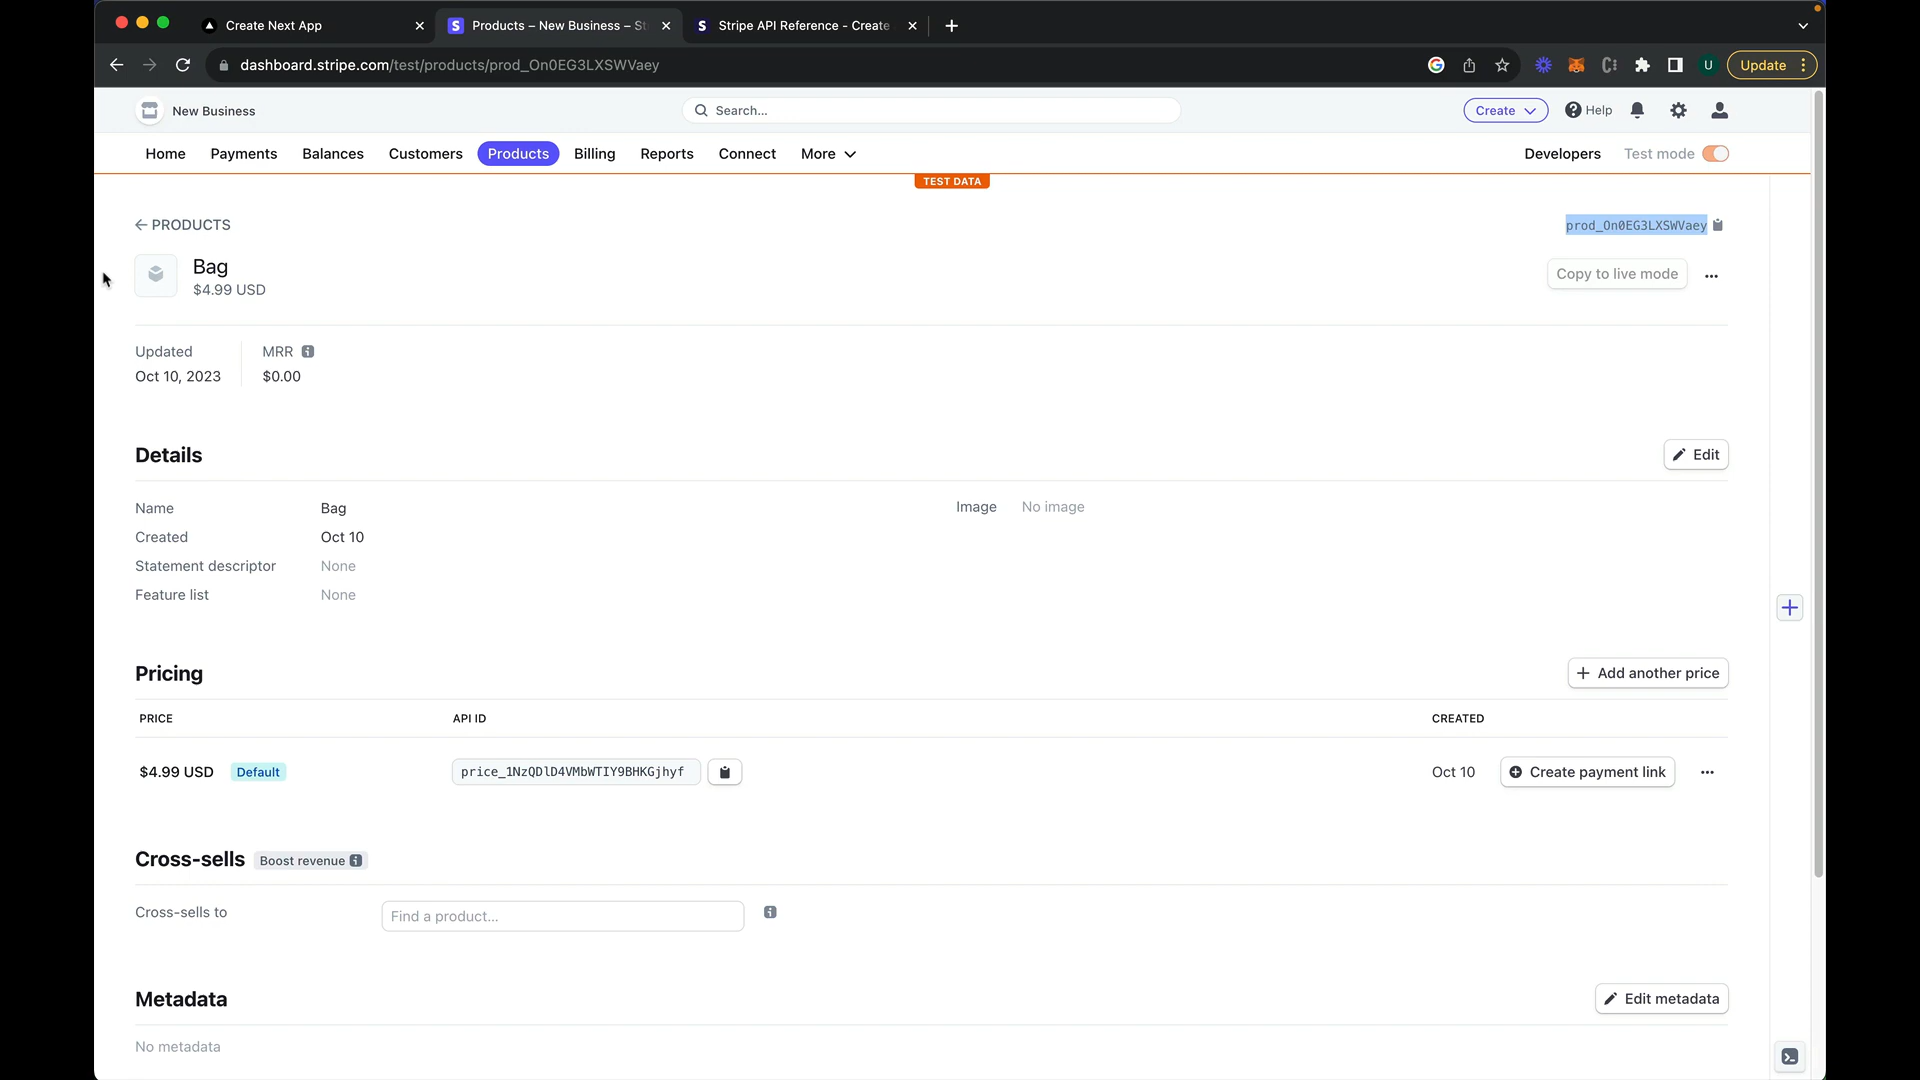 Create Next App
Products – New Business – St
Stripe API Reference - Create
dashboard.stripe.com/test/products/prod_On0EG3LXSWVaey
U
Update
New Business
Search...
Create
Help
Home
Payments
Balances
Customers
Products
Billing
Reports
Connect
More
Developers
Test mode
TEST DATA
PRODUCTS
prod_On0EG3LXSWVaey
Bag
$4.99 USD
Copy to live mode
Updated
MRR
Oct 10, 2023
$0.00
Details
Edit
Name
Bag
Image
No image
Created
Oct 10
Statement descriptor
None
Feature list
None
Pricing
Add another price
PRICE
API ID
CREATED
$4.99 USD
Default
price_1NzQDlD4VMbWTIY9BHKGjhyf
Oct 10
Create payment link
Cross-sells
Boost revenue
Cross-sells to
Find a product...
Metadata
Edit metadata
No metadata